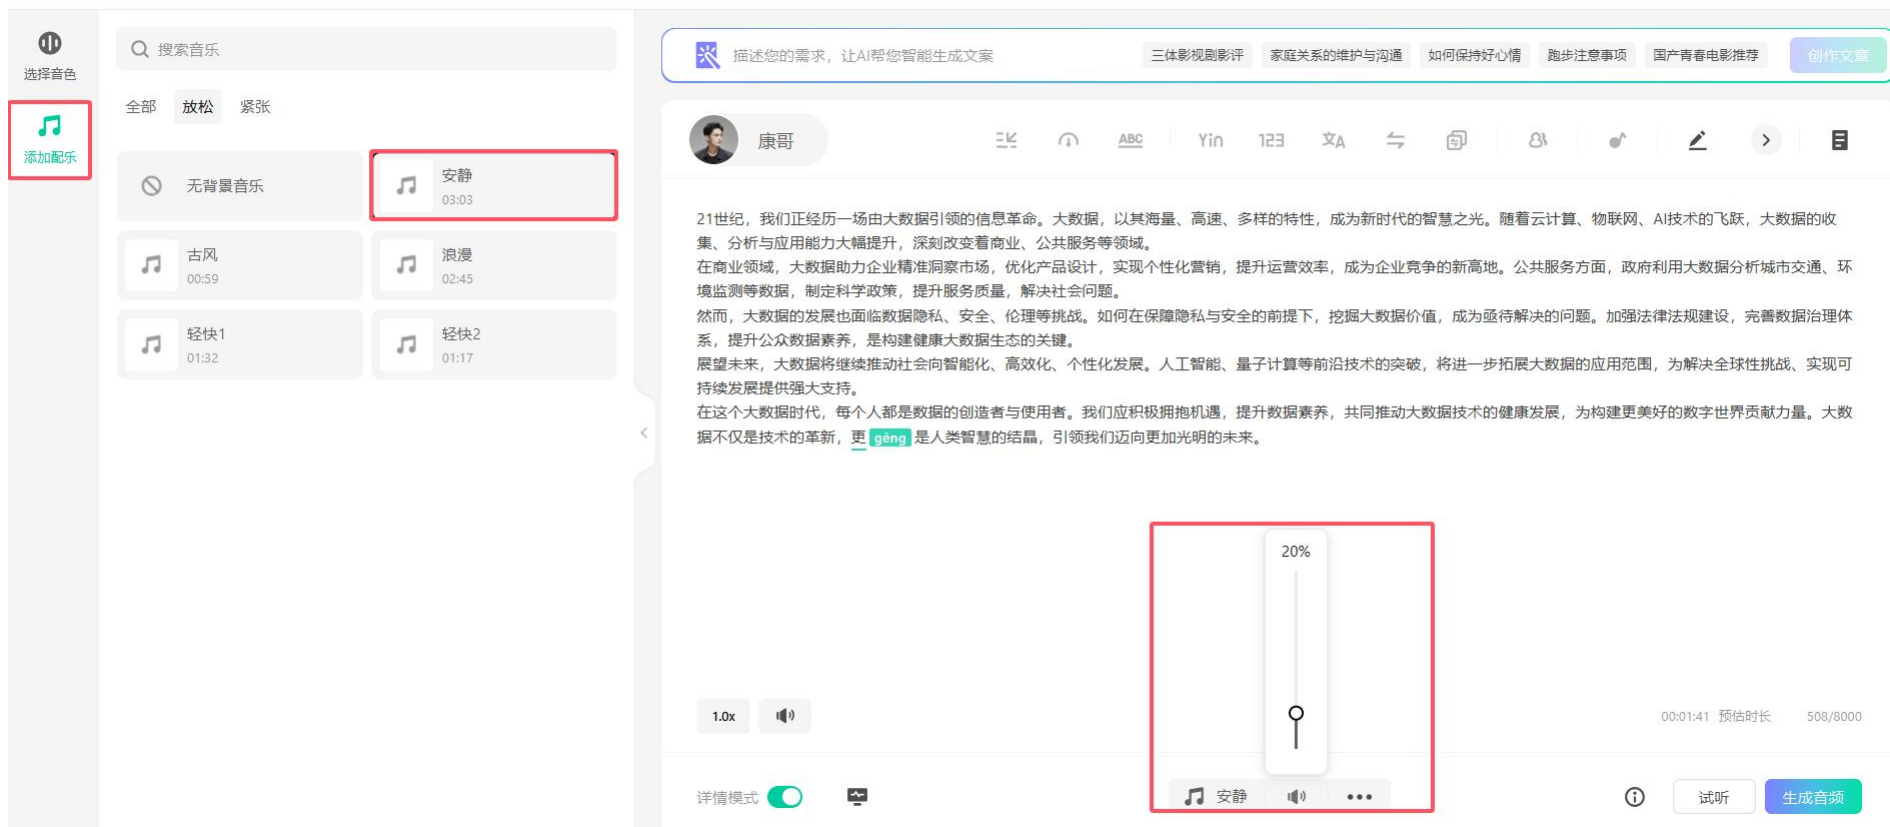 选择音色
添加配乐
搜索音乐
全部 放松 紧张
无背景音乐
安静
03:03
古风
00:59
浪漫
02:45
轻快1
01:32
轻快2
01:17
描述您的需求，让AI帮您智能生成文案
三体影视剧影评 家庭关系的维护与沟通 如何保持好心情 跑步注意事项 国产青春电影推荐 创作文章
康哥
ABC Yin 123 文A
21世纪，我们正经历一场由大数据引领的信息革命。大数据，以其海量、高速、多样的特性，成为新时代的智慧之光。随着云计算、物联网、AI技术的飞跃，大数据的收
集、分析与应用能力大幅提升，深刻改变着商业、公共服务等领域。
在商业领域，大数据助力企业精准洞察市场，优化产品设计，实现个性化营销，提升运营效率，成为企业竞争的新高地。公共服务方面，政府利用大数据分析城市交通、环
境监测等数据，制定科学政策，提升服务质量，解决社会问题。
然而，大数据的发展也面临数据隐私、安全、伦理等挑战。如何在保障隐私与安全的前提下，挖掘大数据价值，成为亟待解决的问题。加强法律法规建设，完善数据治理体
系，提升公众数据素养，是构建健康大数据生态的关键。
展望未来，大数据将继续推动社会向智能化、高效化、个性化发展。人工智能、量子计算等前沿技术的突破，将进一步拓展大数据的应用范围，为解决全球性挑战、实现可
持续发展提供强大支持。
在这个大数据时代，每个人都是数据的创造者与使用者。我们应积极拥抱机遇，提升数据素养，共同推动大数据技术的健康发展，为构建更美好的数字世界贡献力量。大数
据不仅是技术的革新，更 gèng 是人类智慧的结晶，引领我们迈向更加光明的未来。
20%
1.0x
00:01:41 预估时长 508/8000
详情模式
安静
试听
生成音频